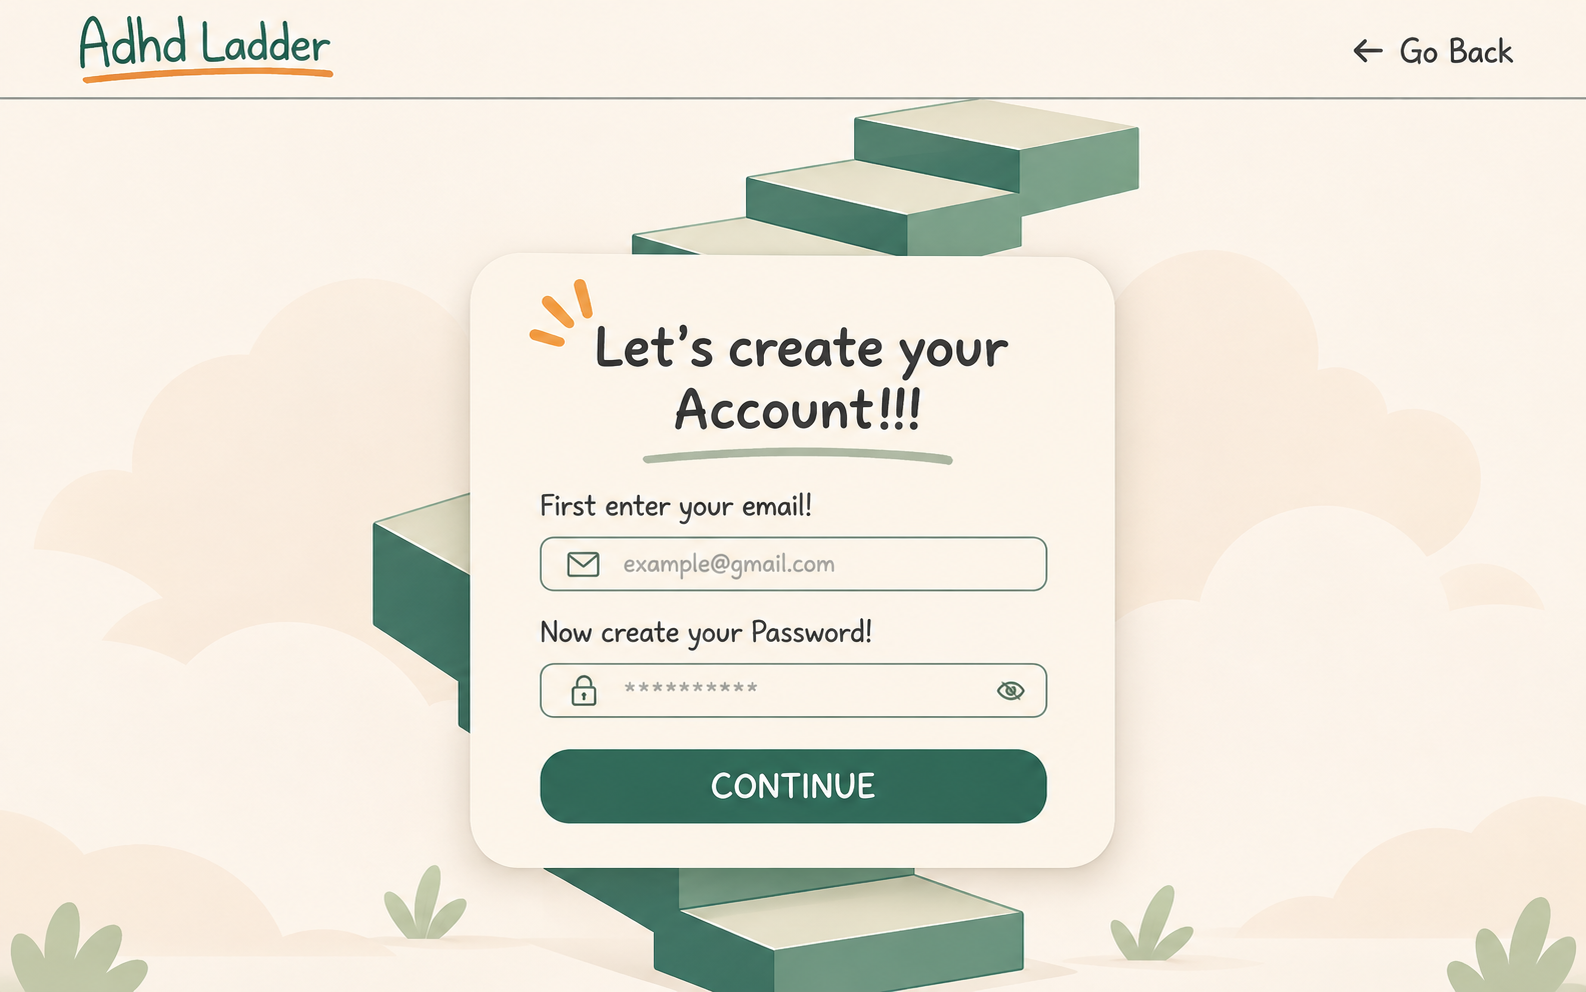 Adhd Ladder
← Go Back
Let's create your
Account!!!
First enter your email!
example@gmail.com
Now create your Password!
**********
CONTINUE